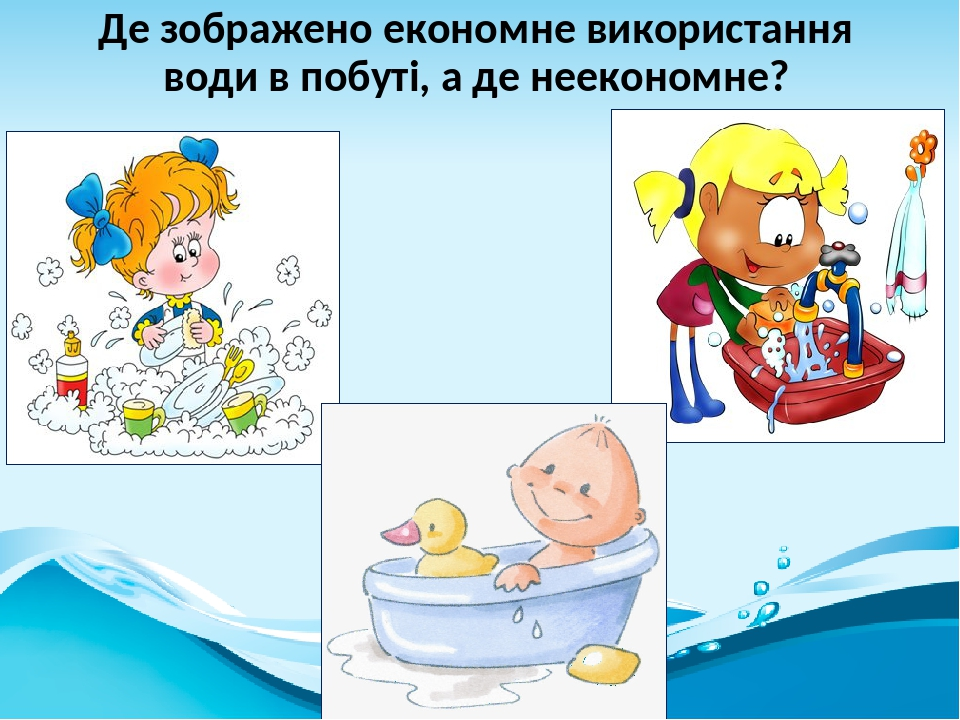 Де зображено економне використання
води в побуті, а де неекономне?